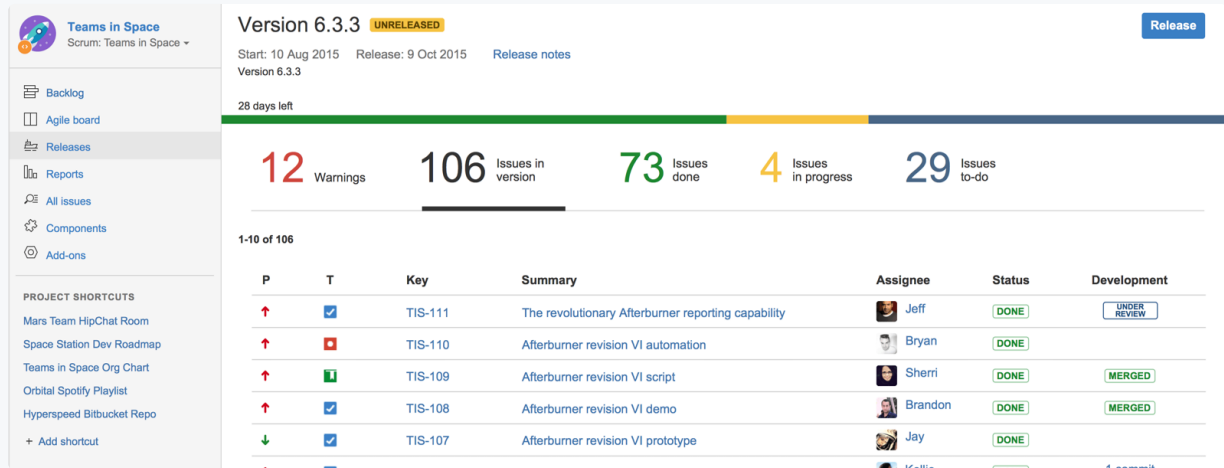 Teams in Space
Scrum: Teams in Space
Backlog
Agile board
Releases
Reports
All issues
Components
Add-ons
PROJECT SHORTCUTS
Mars Team HipChat Room
Space Station Dev Roadmap
Teams in Space Org Chart
Orbital Spotify Playlist
Hyperspeed Bitbucket Repo
+ Add shortcut
Version 6.3.3 UNRELEASED
Release
Start: 10 Aug 2015 Release: 9 Oct 2015 Release notes
Version 6.3.3
28 days left
12 Warnings
106 Issues in version
73 Issues done
4 Issues in progress
29 Issues to-do
1-10 of 106
P T Key Summary Assignee Status Development
TIS-111 The revolutionary Afterburner reporting capability Jeff DONE UNDER REVIEW
TIS-110 Afterburner revision VI automation Bryan DONE
TIS-109 Afterburner revision VI script Sherri DONE MERGED
TIS-108 Afterburner revision VI demo Brandon DONE MERGED
TIS-107 Afterburner revision VI prototype Jay DONE
1 commit